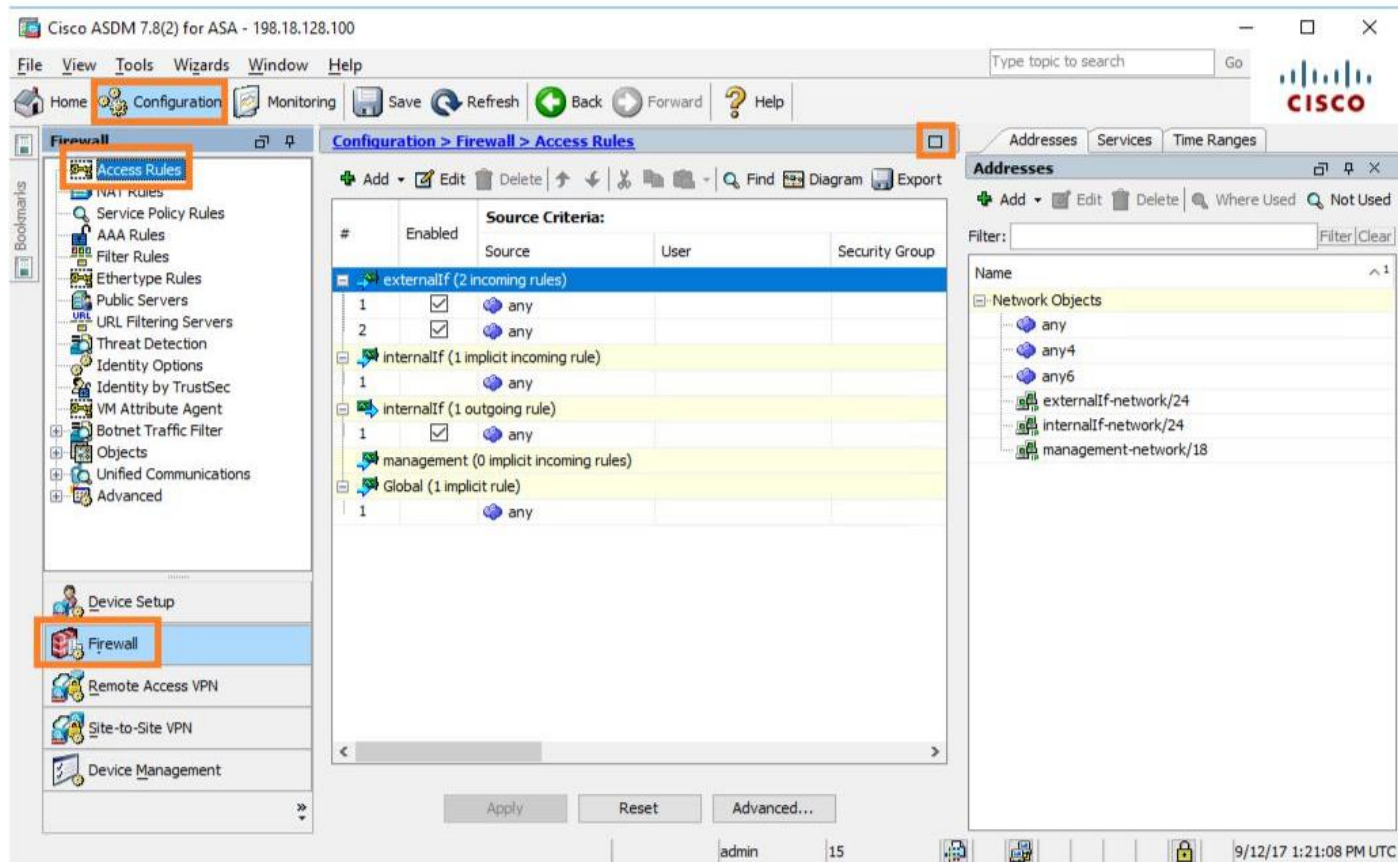 Cisco ASDM 7.8(2) for ASA - 198.18.128.100
File View Tools Wizards Window Help
Type topic to search Go
Home Configuration Monitoring Save Refresh Back Forward Help
CISCO
Bookmarks
Firewall
Access Rules
NAT Rules
Service Policy Rules
AAA Rules
Filter Rules
Ethertype Rules
Public Servers
URL Filtering Servers
Threat Detection
Identity Options
Identity by TrustSec
VM Attribute Agent
Botnet Traffic Filter
Objects
Unified Communications
Advanced
Device Setup
Firewall
Remote Access VPN
Site-to-Site VPN
Device Management
Configuration > Firewall > Access Rules
Add Edit Delete Find Diagram Export
# Enabled Source Criteria:
Source User Security Group
externalIf (2 incoming rules)
1 any
2 any
internalIf (1 implicit incoming rule)
1 any
internalIf (1 outgoing rule)
1 any
management (0 implicit incoming rules)
Global (1 implicit rule)
1 any
Apply Reset Advanced...
Addresses Services Time Ranges
Addresses
Add Edit Delete Where Used Not Used
Filter: Filter Clear
Name 1
Network Objects
any
any4
any6
externalIf-network/24
internalIf-network/24
management-network/18
admin 15 9/12/17 1:21:08 PM UTC